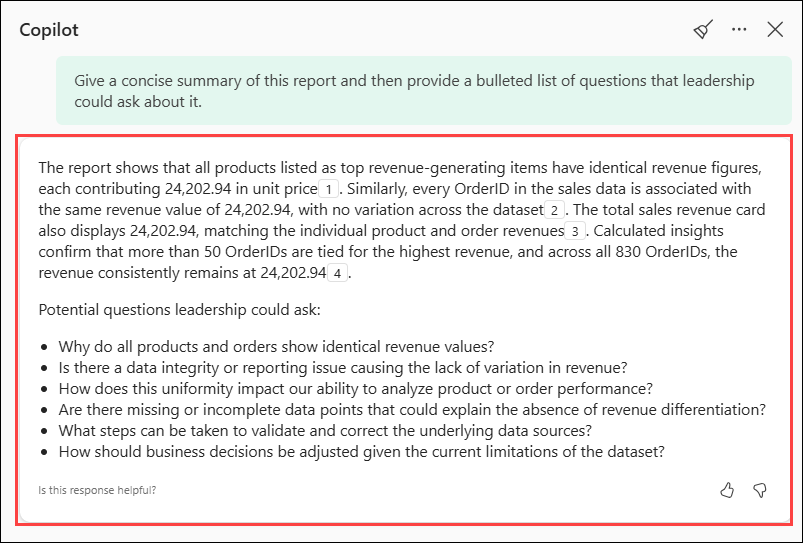 Copilot
Give a concise summary of this report and then provide a bulleted list of questions that leadership
could ask about it.
The report shows that all products listed as top revenue-generating items have identical revenue figures,
each contributing 24,202.94 in unit price 1 . Similarly, every OrderID in the sales data is associated with
the same revenue value of 24,202.94, with no variation across the dataset 2 . The total sales revenue card
also displays 24,202.94, matching the individual product and order revenues 3 . Calculated insights
confirm that more than 50 OrderIDs are tied for the highest revenue, and across all 830 OrderIDs, the
revenue consistently remains at 24,202.94 4 .
Potential questions leadership could ask:
• Why do all products and orders show identical revenue values?
• Is there a data integrity or reporting issue causing the lack of variation in revenue?
• How does this uniformity impact our ability to analyze product or order performance?
• Are there missing or incomplete data points that could explain the absence of revenue differentiation?
• What steps can be taken to validate and correct the underlying data sources?
• How should business decisions be adjusted given the current limitations of the dataset?
Is this response helpful?